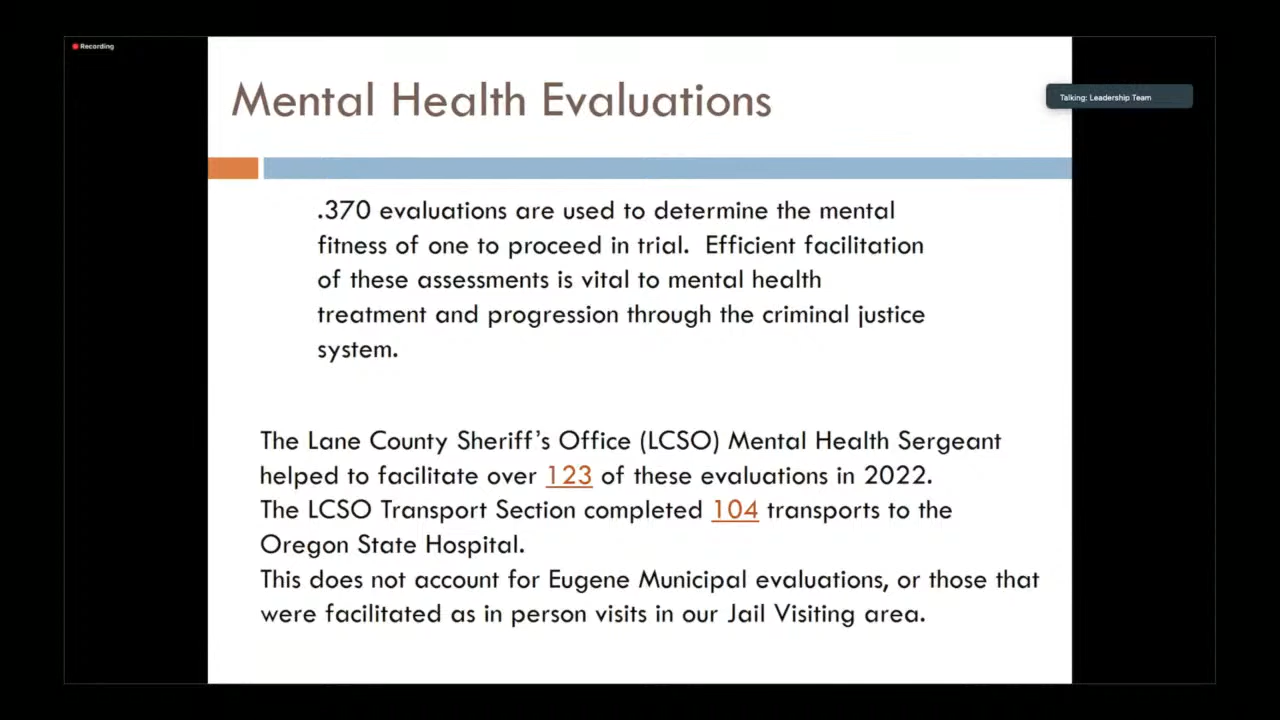 Recording
Mental Health Evaluations
Talking: Leadership Team
.370 evaluations are used to determine the mental
fitness of one to proceed in trial.  Efficient facilitation
of these assessments is vital to mental health
treatment and progression through the criminal justice
system.
The Lane County Sheriff's Office (LCSO) Mental Health Sergeant
helped to facilitate over 123 of these evaluations in 2022.
The LCSO Transport Section completed 104 transports to the
Oregon State Hospital.
This does not account for Eugene Municipal evaluations, or those that
were facilitated as in person visits in our Jail Visiting area.